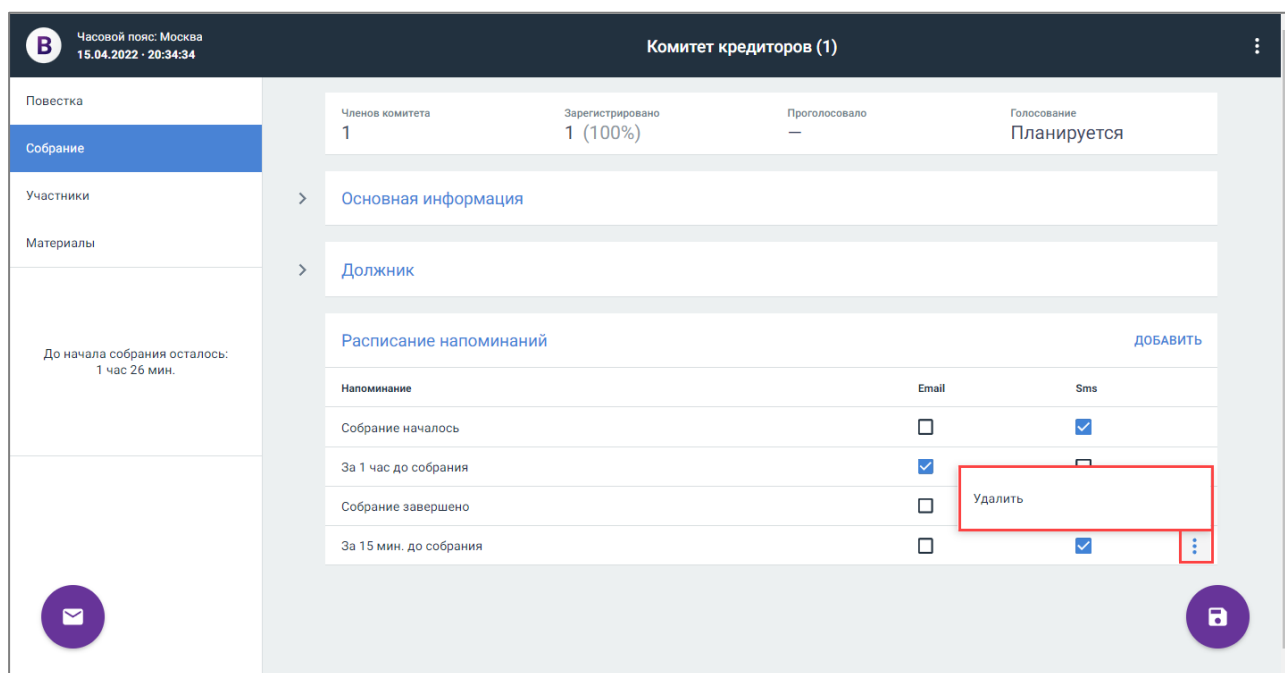 B
Часовой пояс: Москва
15.04.2022 · 20:34:34
Комитет кредиторов (1)
Повестка
Собрание
Участники
Материалы
До начала собрания осталось:
1 час 26 мин.
Членов комитета
1
Зарегистрировано
1 (100%)
Проголосовало
—
Голосование
Планируется
Основная информация
Должник
Расписание напоминаний
ДОБАВИТЬ
Напоминание Email Sms
Собрание началось
За 1 час до собрания
Собрание завершено
Удалить
За 15 мин. до собрания